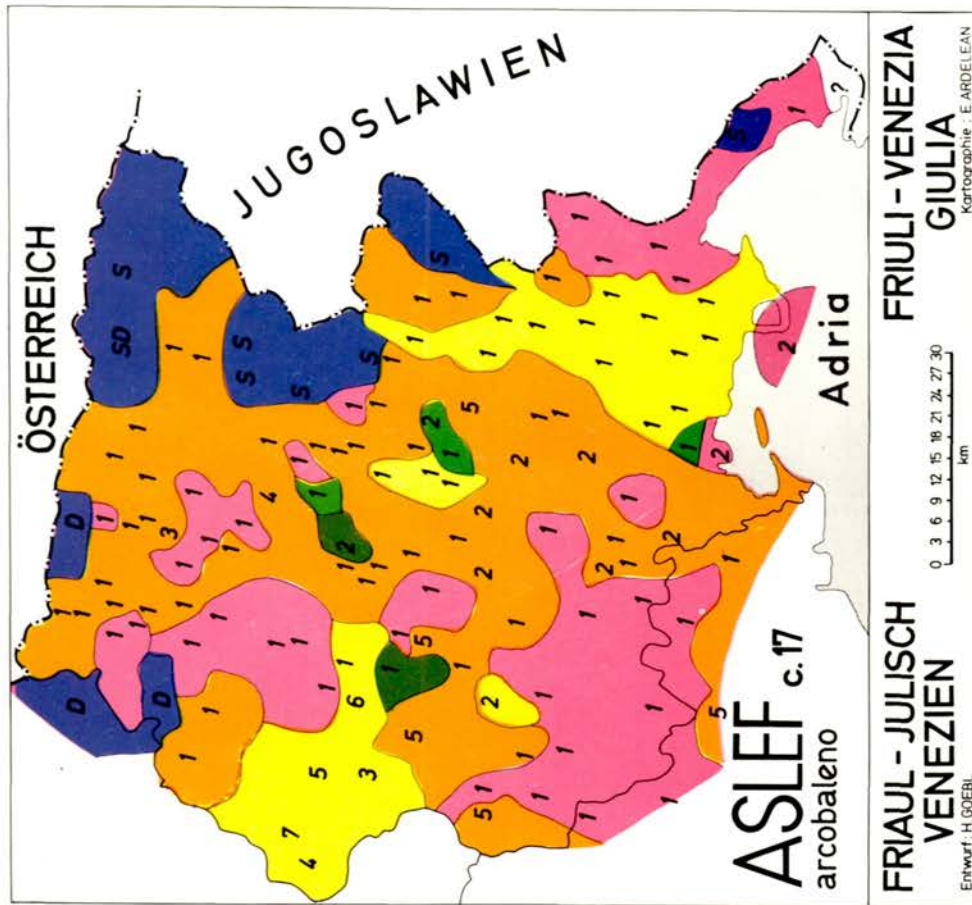 ÖSTERREICH
JUGOSLAWIEN
SD
S
D
D
D
S
S
S
S
S
S
Adria
ASLEF c.17
arcobaleno
FRIAUL-JULISCH
VENEZIEN
Entwurf: H.GOEBL
0 3 6 9 12 15 18 21 24 27 30
km
FRIULI-VENEZIA
GIULIA
Kartographie: E.ARDELEAN